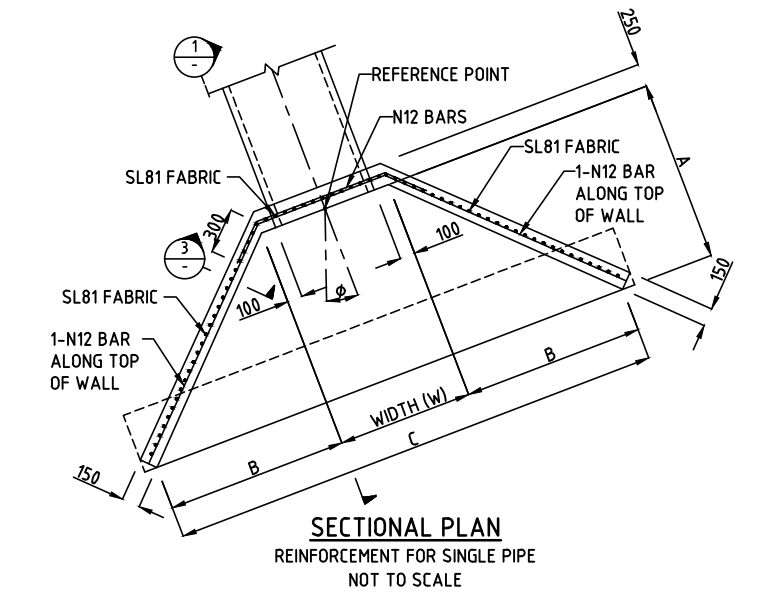 250
1
-
REFERENCE POINT
N12 BARS
SL81 FABRIC
A
1-N12 BAR
ALONG TOP
OF WALL
SL81 FABRIC
300
100
3
-
150
SL81 FABRIC
100
Ø
1-N12 BAR
ALONG TOP
OF WALL
B
WIDTH (W)
C
B
150
SECTIONAL PLAN
REINFORCEMENT FOR SINGLE PIPE
NOT TO SCALE